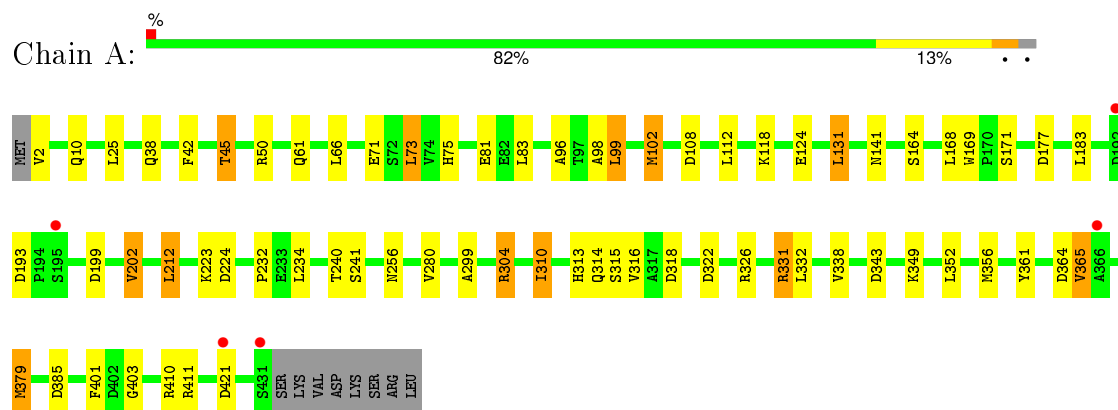 %
Chain A:
82% 13% • •
MET V2 Q10 L25 Q38 F42 T45 R50 Q61 L66 E71 S72 L73 V74 H75 E81 E82 L83 A96 T97 A98 L99 M102 D108 L112 K118 E124 L131 N141 S164 L168 W169 P170 S171 D177 L183 D192
D193 P194 S195 D199 V202 L212 K223 D224 P232 E233 L234 T240 S241 N256 V280 A299 R304 I310 H313 Q314 S315 V316 A317 D318 D322 R326 R331 L332 V338 D343 K349 L352 M356 Y361 D364 V365 A366
M379 D385 F401 D402 G403 R410 R411 D421 S431 SER LYS VAL ASP LYS SER ARG LEU